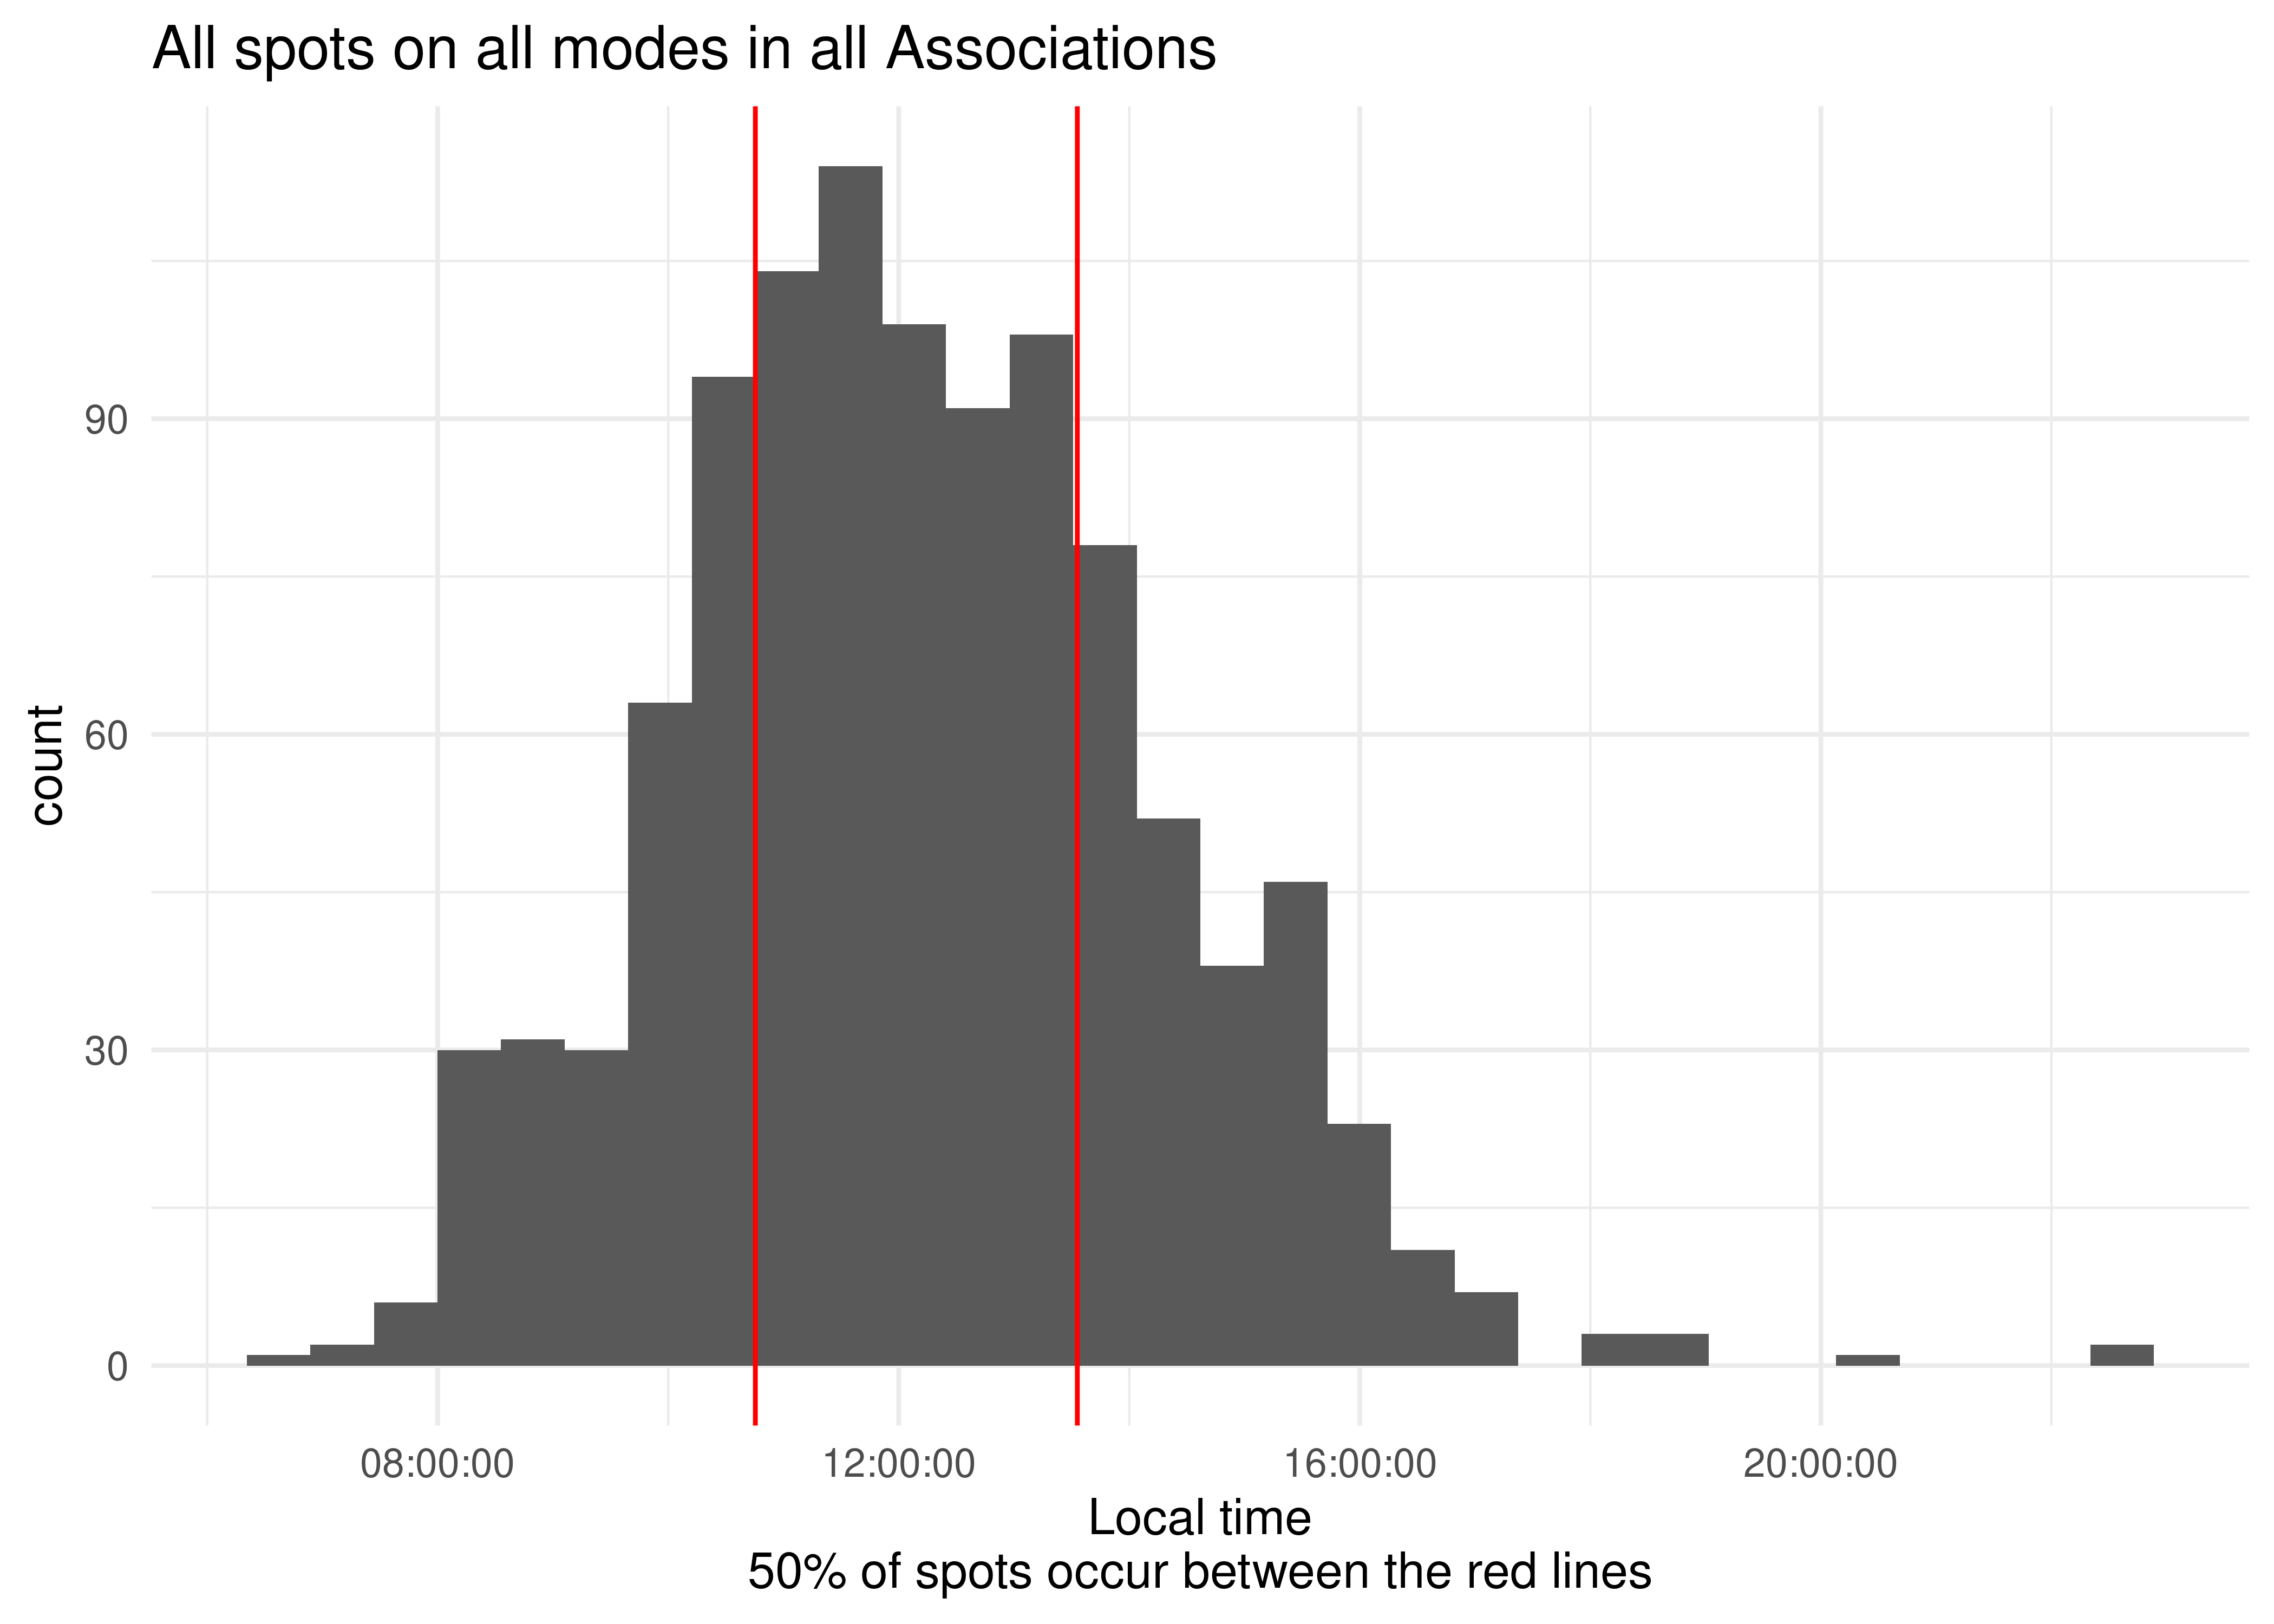 All spots on all modes in all Associations
count
90
60
30
0
08:00:00 12:00:00 16:00:00 20:00:00
Local time
50% of spots occur between the red lines